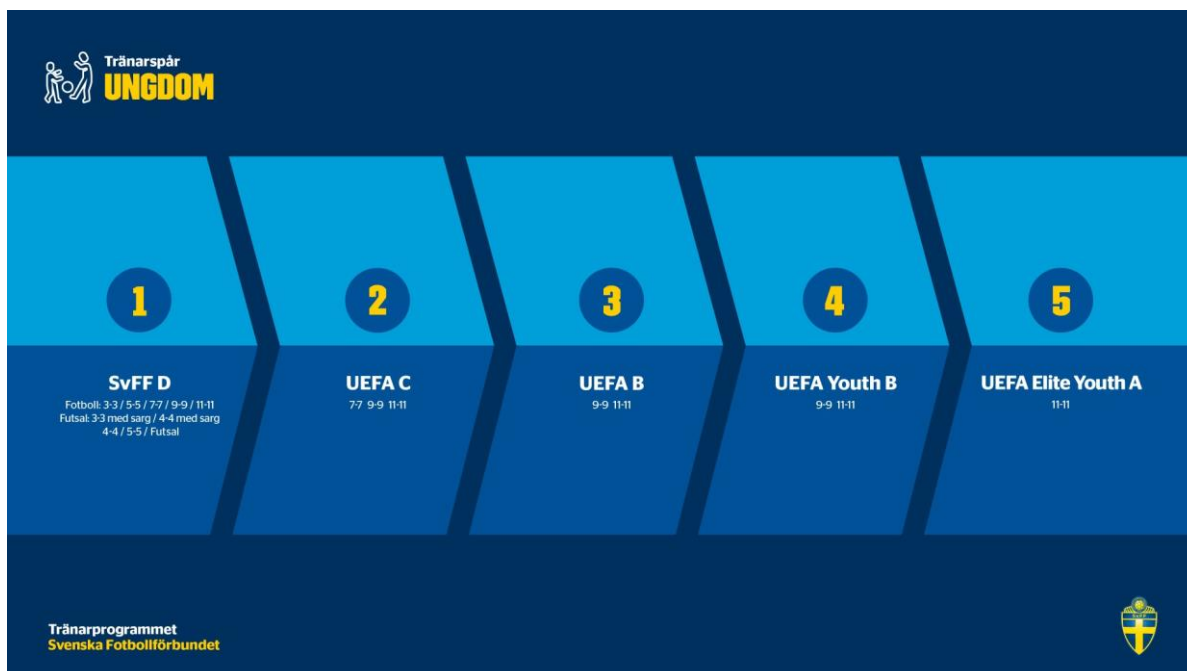 Tränarspår
UNGDOM
1
SvFF D
Fotboll: 3-3 / 5-5 / 7-7 / 9-9 / 11-11
Futsal: 3-3 med sarg / 4-4 med sarg
4-4 / 5-5 / Futsal
2
UEFA C
7-7 9-9 11-11
3
UEFA B
9-9 11-11
4
UEFA Youth B
9-9 11-11
5
UEFA Elite Youth A
11-11
Tränarprogrammet
Svenska Fotbollförbundet